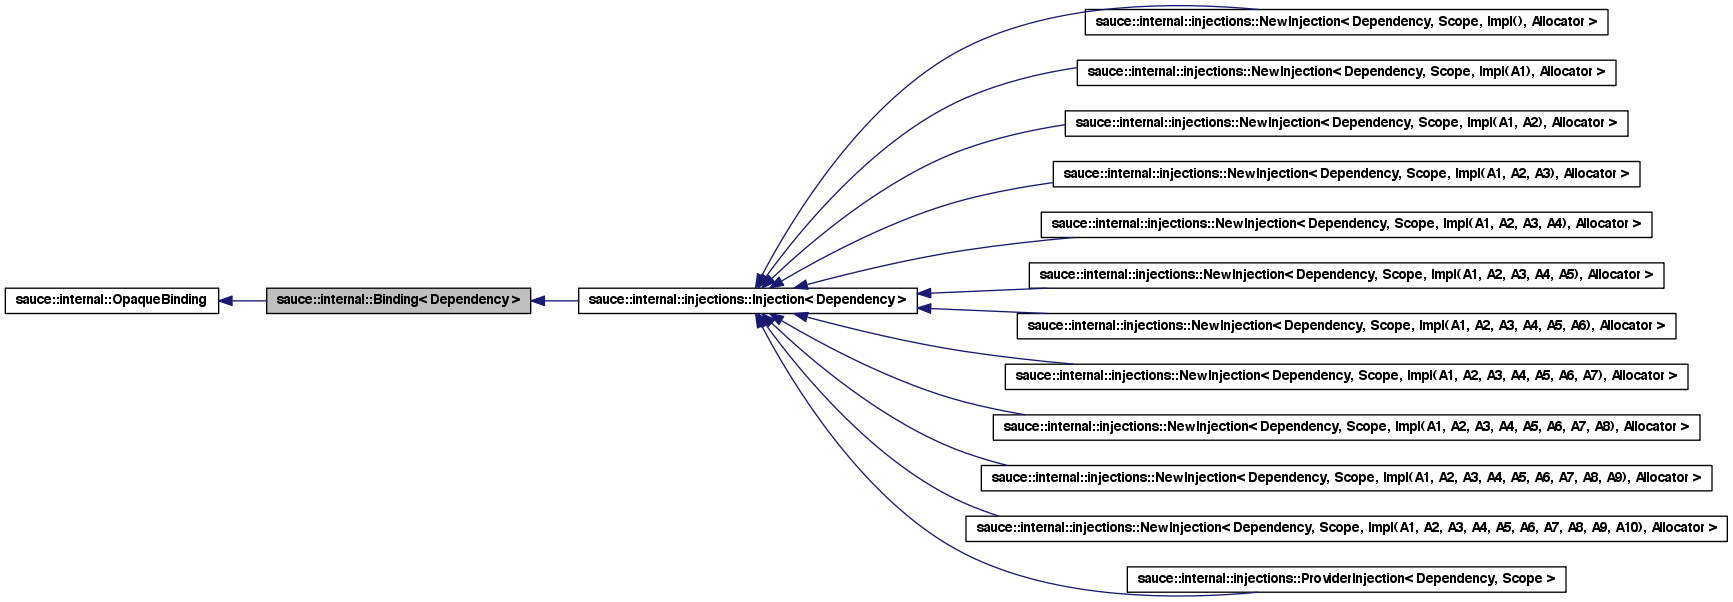 sauce::internal::injections::NewInjection< Dependency, Scope, Impl(), Allocator >
sauce::internal::injections::NewInjection< Dependency, Scope, Impl(A1), Allocator >
sauce::internal::injections::NewInjection< Dependency, Scope, Impl(A1, A2), Allocator >
sauce::internal::injections::NewInjection< Dependency, Scope, Impl(A1, A2, A3), Allocator >
sauce::internal::injections::NewInjection< Dependency, Scope, Impl(A1, A2, A3, A4), Allocator >
sauce::internal::injections::NewInjection< Dependency, Scope, Impl(A1, A2, A3, A4, A5), Allocator >
sauce::internal::OpaqueBinding
sauce::internal::Binding< Dependency >
sauce::internal::injections::Injection< Dependency >
sauce::internal::injections::NewInjection< Dependency, Scope, Impl(A1, A2, A3, A4, A5, A6), Allocator >
sauce::internal::injections::NewInjection< Dependency, Scope, Impl(A1, A2, A3, A4, A5, A6, A7), Allocator >
sauce::internal::injections::NewInjection< Dependency, Scope, Impl(A1, A2, A3, A4, A5, A6, A7, A8), Allocator >
sauce::internal::injections::NewInjection< Dependency, Scope, Impl(A1, A2, A3, A4, A5, A6, A7, A8, A9), Allocator >
sauce::internal::injections::NewInjection< Dependency, Scope, Impl(A1, A2, A3, A4, A5, A6, A7, A8, A9, A10), Allocator >
sauce::internal::injections::ProviderInjection< Dependency, Scope >